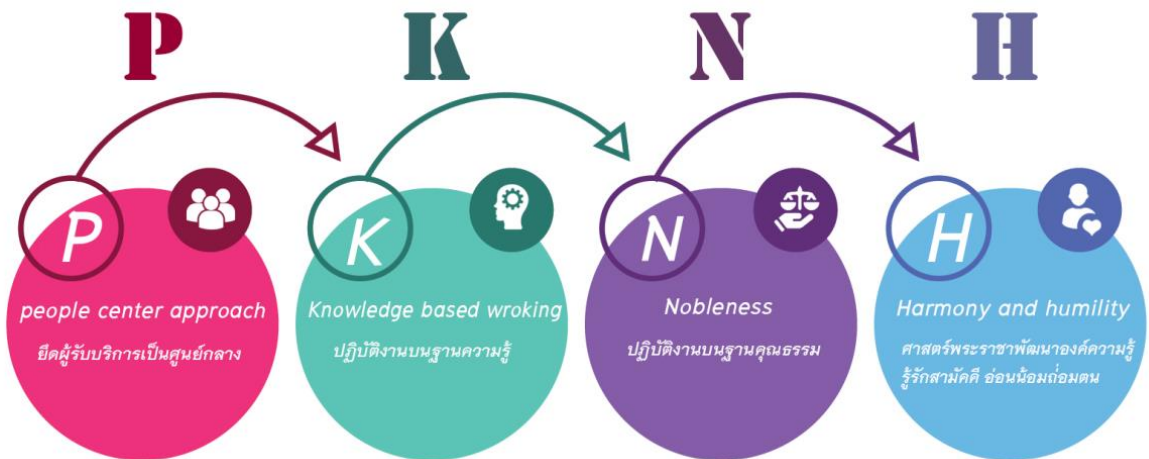 P K N H
P
people center approach
ยึดผู้รับบริการเป็นศูนย์กลาง
K
Knowledge based wroking
ปฏิบัติงานบนฐานความรู้
N
Nobleness
ปฏิบัติงานบนฐานคุณธรรม
H
Harmony and humility
ศาสตร์พระราชาพัฒนาองค์ความรู้
รู้รักสามัคคี อ่อนน้อมถ่อมตน